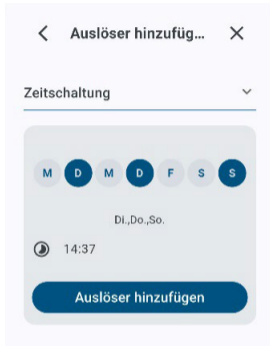 Auslöser hinzufüg...
Zeitschaltung
M D M D F S S
Di.,Do.,So.
14:37
Auslöser hinzufügen